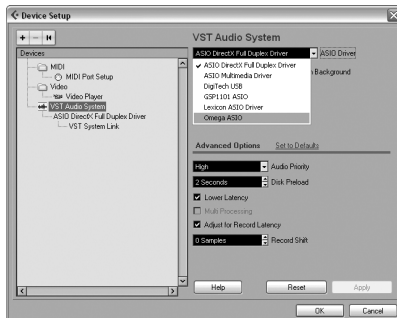 Device Setup
Devices
MIDI
MIDI Port Setup
Video
Video Player
VST Audio System
ASIO DirectX Full Duplex Driver
VST System Link
VST Audio System
ASIO DirectX Full Duplex Driver ASIO Driver
ASIO DirectX Full Duplex Driver
ASIO Multimedia Driver
DigiTech USB
GSP1101 ASIO
Lexicon ASIO Driver
Omega ASIO
Background
Advanced Options Set to Defaults
High Audio Priority
2 Seconds Disk Preload
Lower Latency
Multi Processing
Adjust for Record Latency
0 Samples Record Shift
Help Reset Apply
OK Cancel